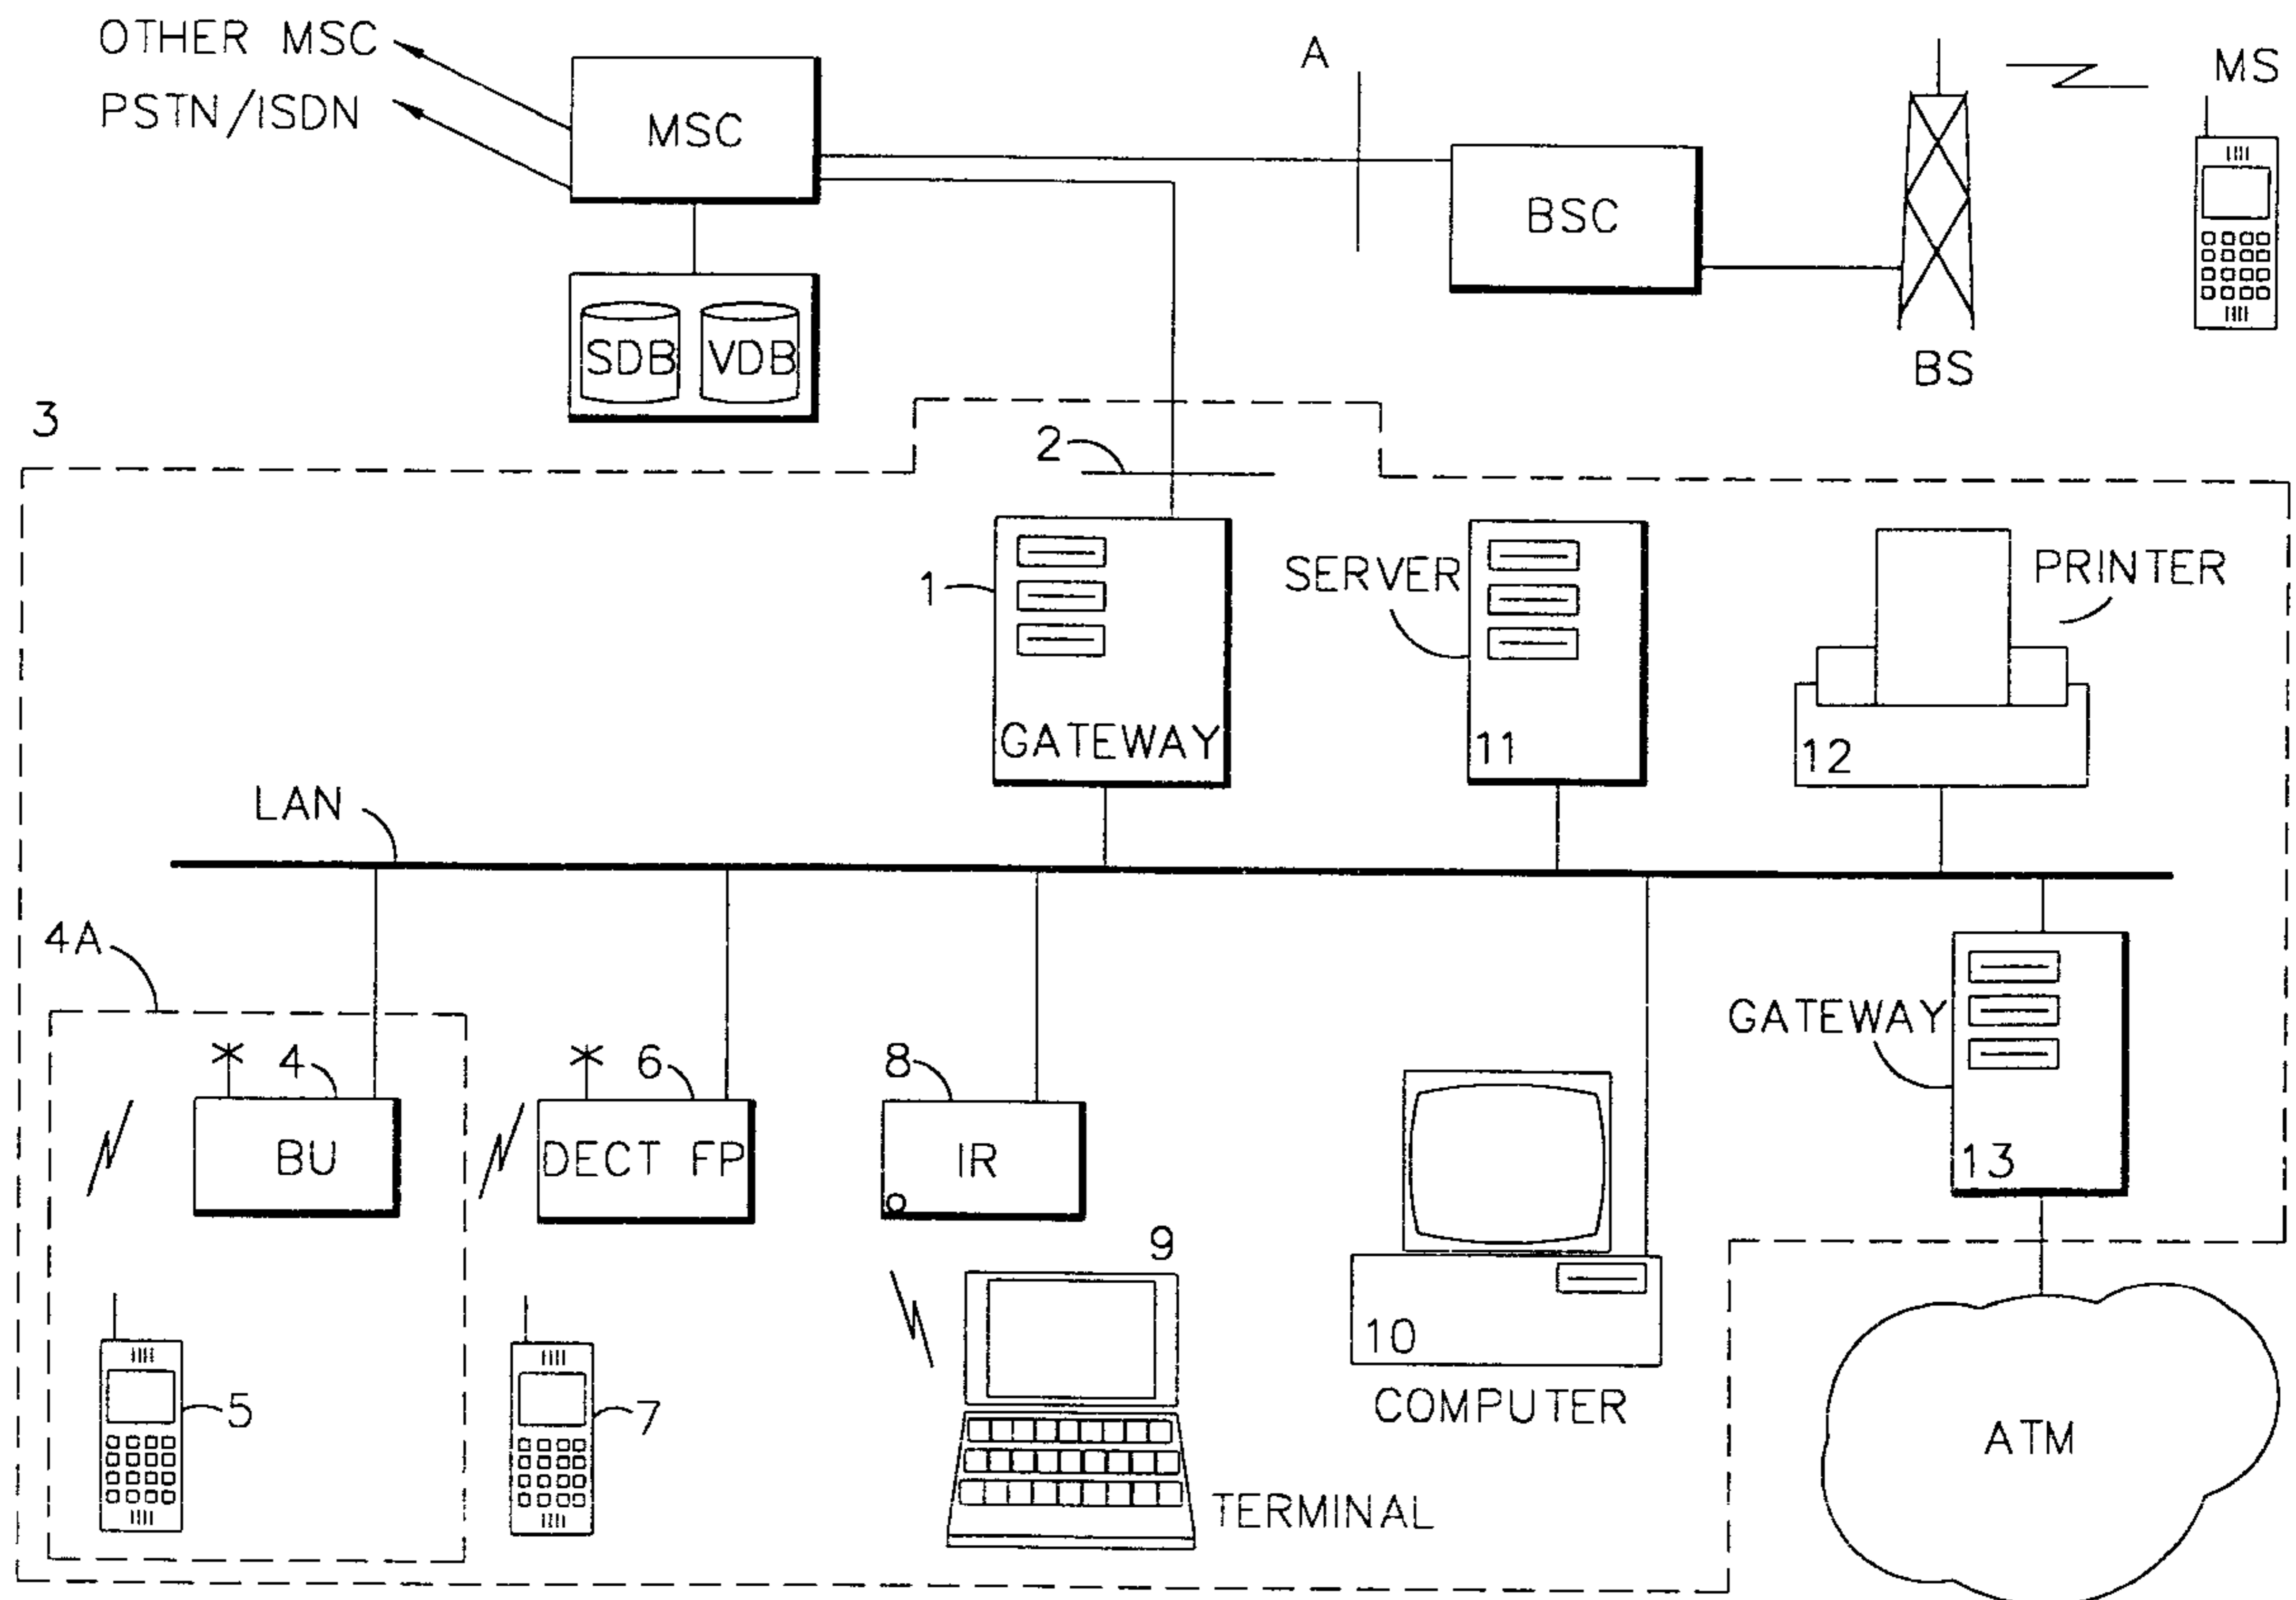 OTHER MSC
PSTN/ISDN
MSC
A
MS
BSC
SDB VDB
BS
3
2
1
GATEWAY
SERVER
11
PRINTER
12
LAN
4A
4
BU
6
DECT FP
8
IR
GATEWAY
13
5
7
9
TERMINAL
10
COMPUTER
ATM